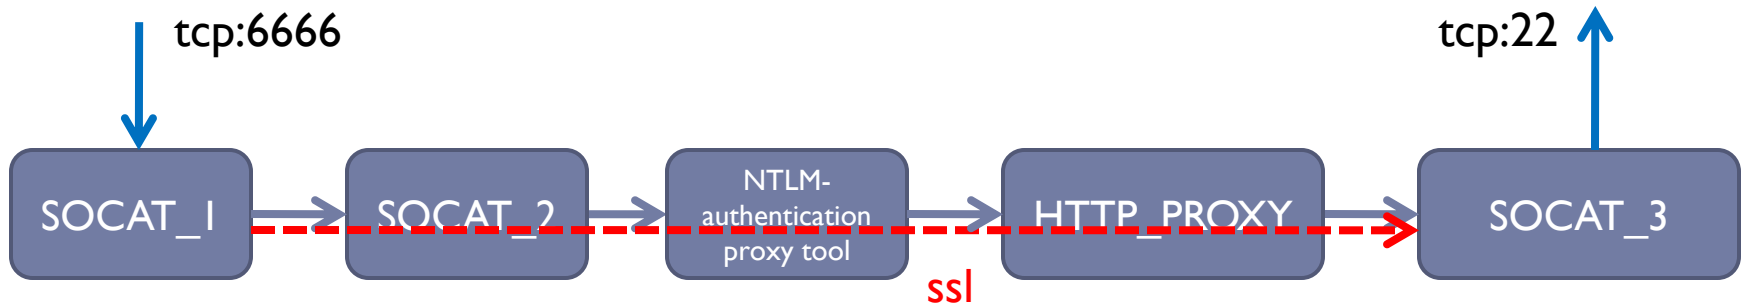 tcp:6666
tcp:22
SOCAT_1
SOCAT_2
NTLM-
authentication
proxy tool
HTTP_PROXY
SOCAT_3
ssl